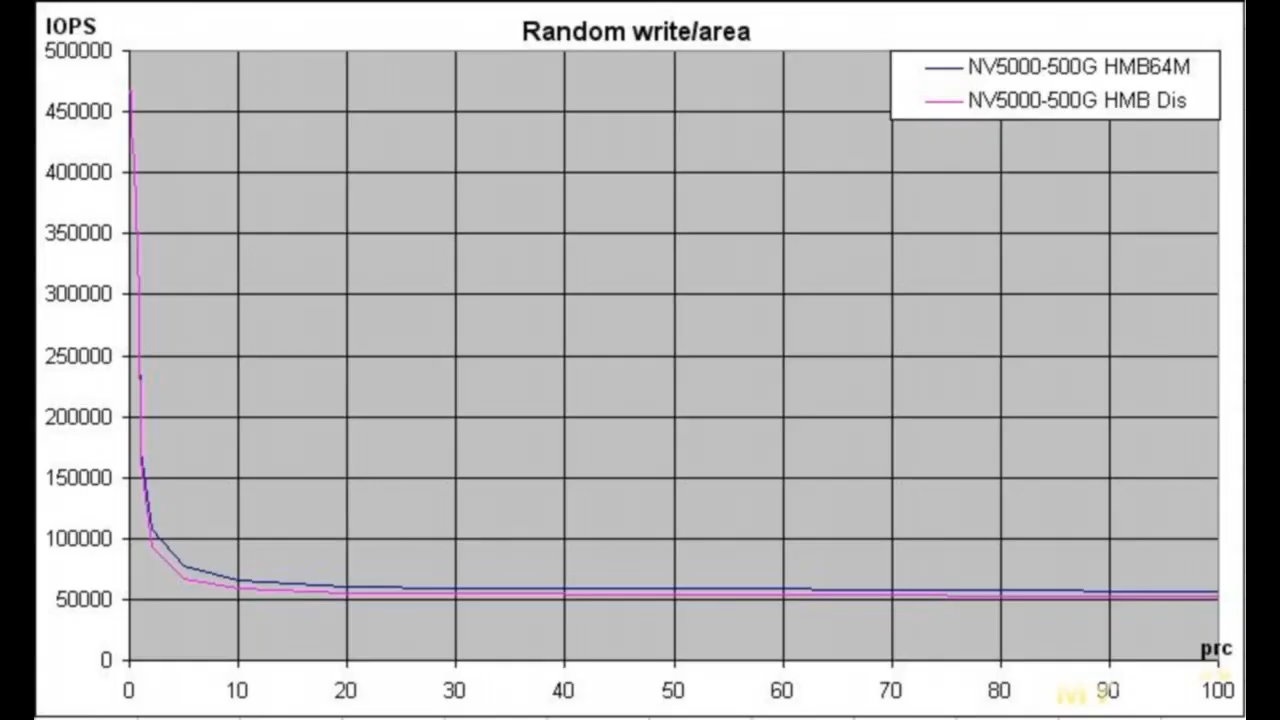 IOPS
Random write/area
500000
NV5000-500G HMB64M
NV5000-500G HMB Dis
450000
400000
350000
300000
250000
200000
150000
100000
50000
0
prc
0 10 20 30 40 50 60 70 80 90 100